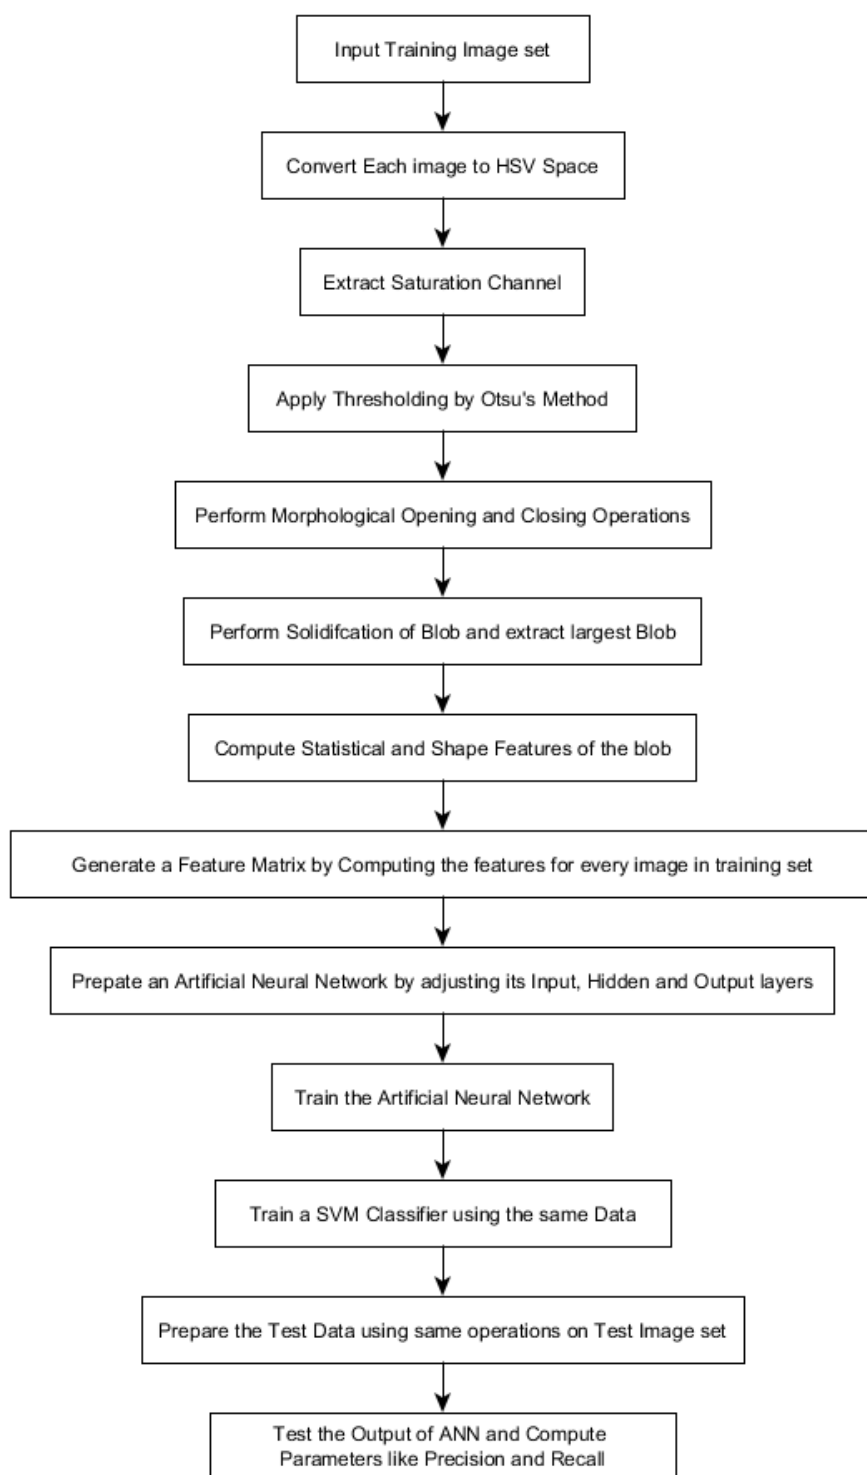 Input Training Image set
Convert Each image to HSV Space
Extract Saturation Channel
Apply Thresholding by Otsu's Method
Perform Morphological Opening and Closing Operations
Perform Solidifcation of Blob and extract largest Blob
Compute Statistical and Shape Features of the blob
Generate a Feature Matrix by Computing the features for every image in training set
Prepate an Artificial Neural Network by adjusting its Input, Hidden and Output layers
Train the Artificial Neural Network
Train a SVM Classifier using the same Data
Prepare the Test Data using same operations on Test Image set
Test the Output of ANN and Compute
Parameters like Precision and Recall